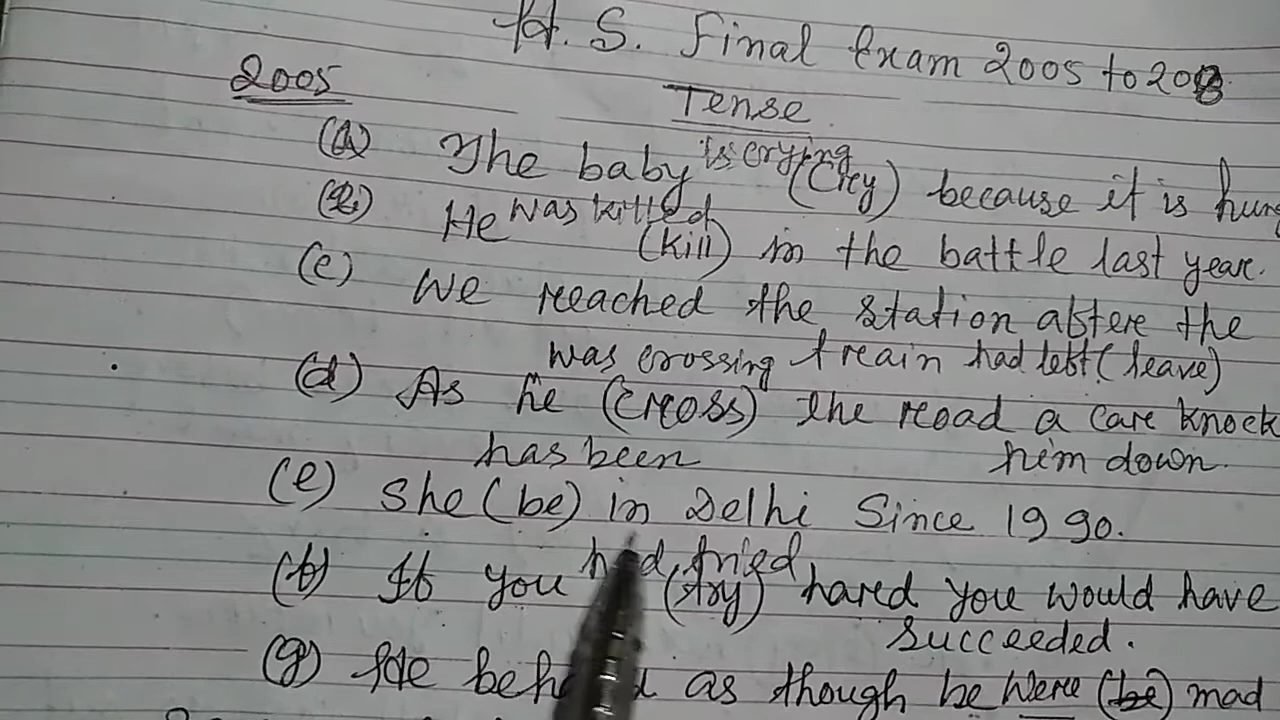 H. S. Final Exam 2005 to 2018
2005
Tense
(a) The baby is crying (cry) because it is
(b) He was killed (kill) in the battle last year.
(c) We reached the station after the
train had left (leave)
was crossing
(d) As he (cross) the road a car knock
him down.
has been
(e) She (be) in Delhi Since 1990.
(f) If you had tried (try) hard you would have
succeeded.
(g) He as though he were (be) mad